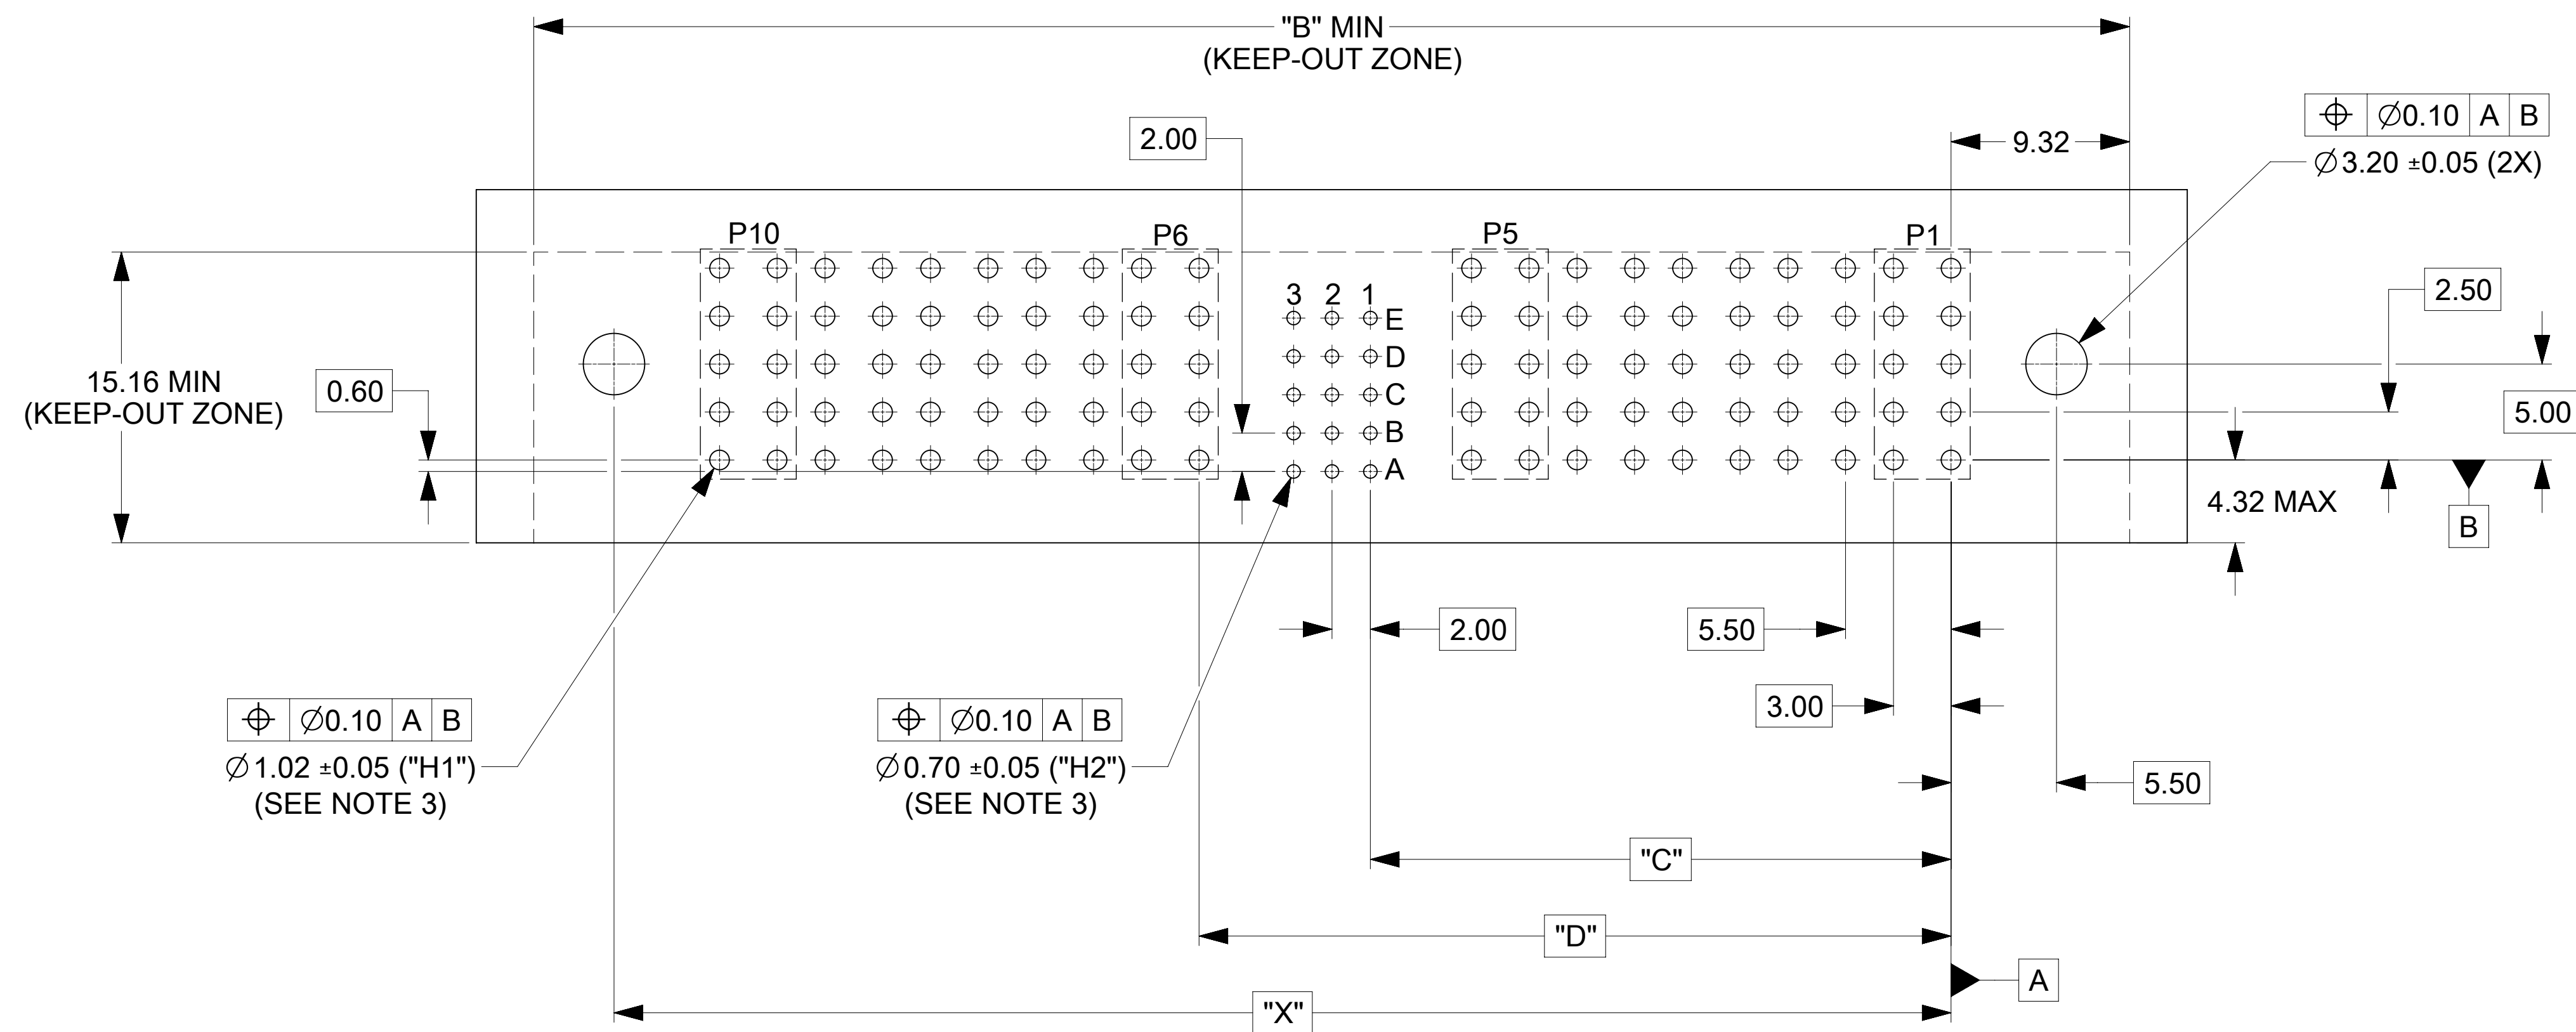 "B" MIN
(KEEP-OUT ZONE)
⌖ ∅0.10 A B
∅3.20 ±0.05 (2X)
2.00
9.32
P10
P6
P5
P1
2.50
3 2 1
E
D
C
B
A
15.16 MIN
(KEEP-OUT ZONE)
0.60
5.00
4.32 MAX
B
2.00
5.50
3.00
⌖ ∅0.10 A B
∅1.02 ±0.05 ("H1")
(SEE NOTE 3)
⌖ ∅0.10 A B
∅0.70 ±0.05 ("H2")
(SEE NOTE 3)
5.50
"C"
"D"
A
"X"